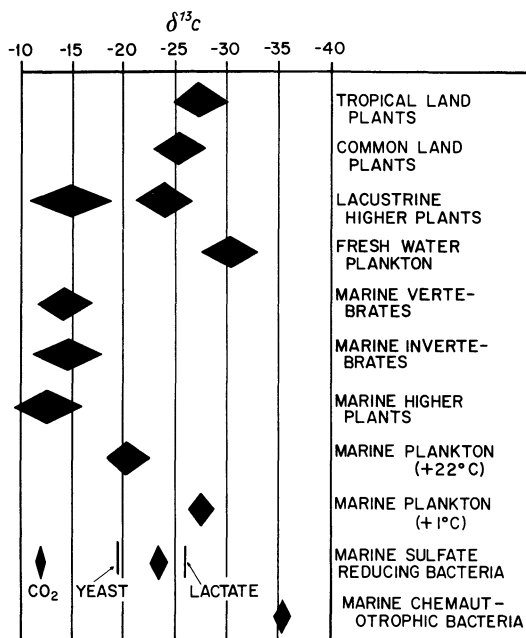 δ¹³C
-10 -15 -20 -25 -30 -35 -40
TROPICAL LAND
PLANTS
COMMON LAND
PLANTS
LACUSTRINE
HIGHER PLANTS
FRESH WATER
PLANKTON
MARINE VERTE-
BRATES
MARINE INVERTE-
BRATES
MARINE HIGHER
PLANTS
MARINE PLANKTON
(+22°C)
MARINE PLANKTON
(+1°C)
MARINE SULFATE
REDUCING BACTERIA
CO₂ YEAST LACTATE
MARINE CHEMAUT-
OTROPHIC BACTERIA